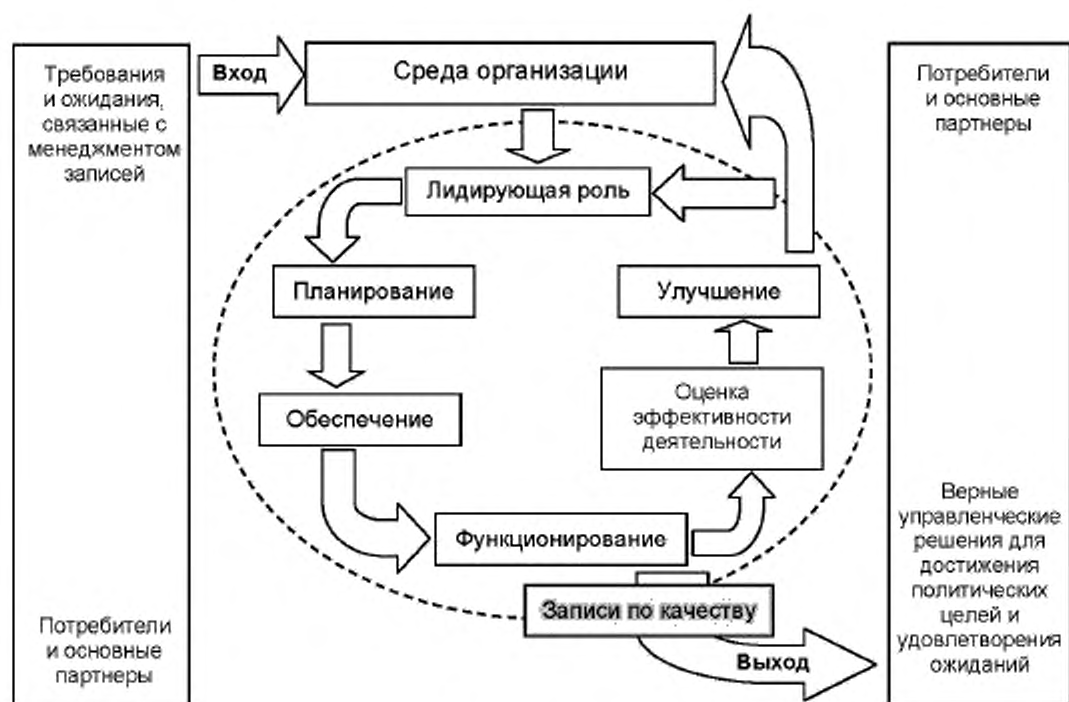 Требования
и ожидания,
связанные с
менеджментом
записей
Потребители
и основные
партнеры
Вход
Среда организации
Лидирующая роль
Планирование
Улучшение
Обеспечение
Оценка
эффективности
деятельности
Функционирование
Записи по качеству
Выход
Потребители
и основные
партнеры
Верные
управленческие
решения для
достижения
политических
целей и
удовлетворения
ожиданий